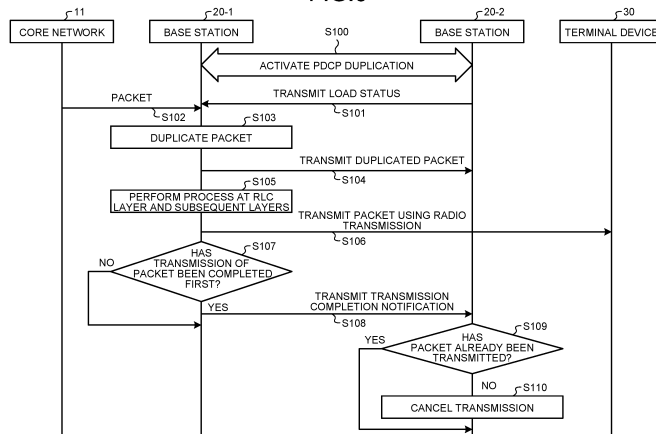 11
20-1
20-2
30
CORE NETWORK
BASE STATION
BASE STATION
TERMINAL DEVICE
S100
ACTIVATE PDCP DUPLICATION
TRANSMIT LOAD STATUS
S101
PACKET
S102
S103
DUPLICATE PACKET
TRANSMIT DUPLICATED PACKET
S104
S105
PERFORM PROCESS AT RLC
LAYER AND SUBSEQUENT LAYERS
TRANSMIT PACKET USING RADIO
TRANSMISSION
S106
S107
NO
HAS
TRANSMISSION OF
PACKET BEEN COMPLETED
FIRST?
YES
TRANSMIT TRANSMISSION
COMPLETION NOTIFICATION
S108
S109
YES
HAS
PACKET ALREADY BEEN
TRANSMITTED?
NO
S110
CANCEL TRANSMISSION